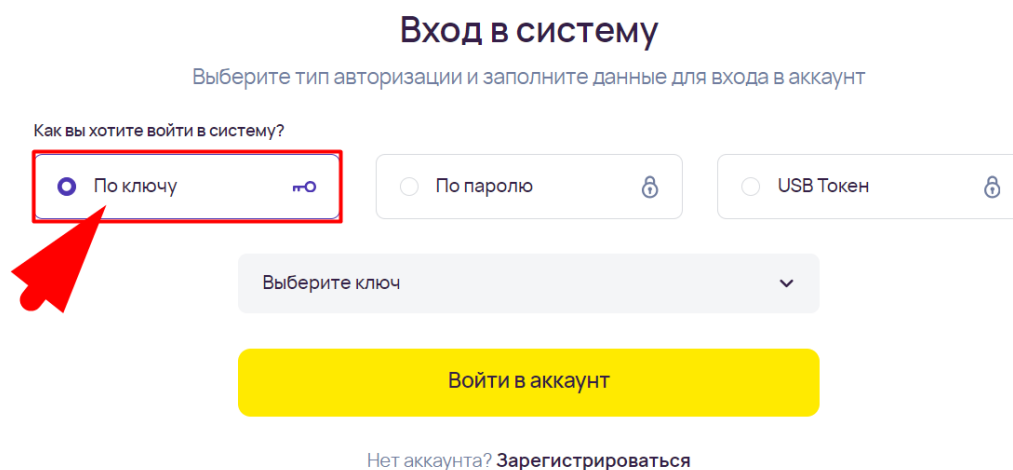 Вход в систему
Выберите тип авторизации и заполните данные для входа в аккаунт
Как вы хотите войти в систему?
По ключу
По паролю
USB Токен
Выберите ключ
Войти в аккаунт
Нет аккаунта? Зарегистрироваться